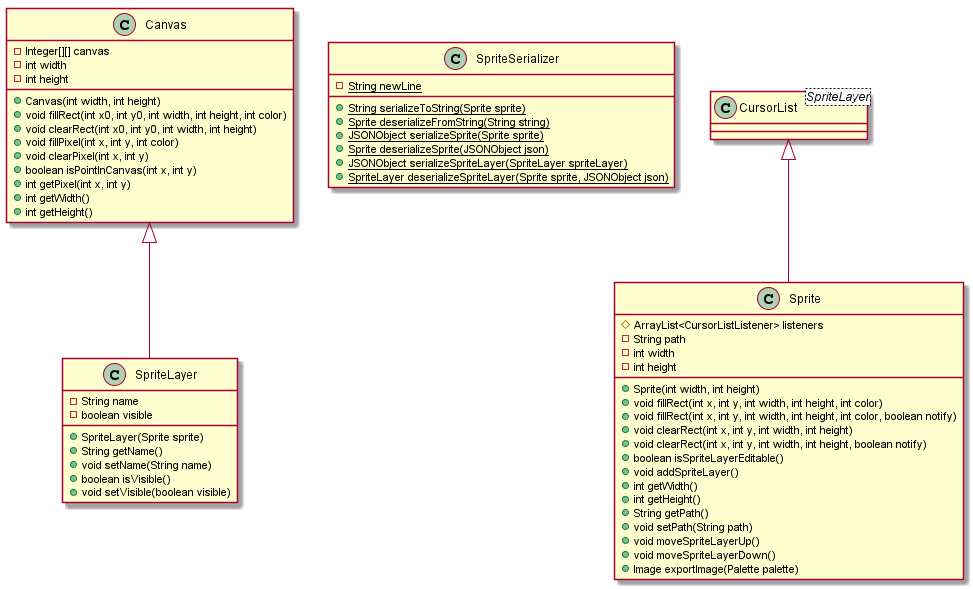 C Canvas
Integer[][] canvas
int width
int height
Canvas(int width, int height)
void fillRect(int x0, int y0, int width, int height, int color)
void clearRect(int x0, int y0, int width, int height)
void fillPixel(int x, int y, int color)
void clearPixel(int x, int y)
boolean isPointInCanvas(int x, int y)
int getPixel(int x, int y)
int getWidth()
int getHeight()
C SpriteSerializer
String newLine
String serializeToString(Sprite sprite)
Sprite deserializeFromString(String string)
JSONObject serializeSprite(Sprite sprite)
Sprite deserializeSprite(JSONObject json)
JSONObject serializeSpriteLayer(SpriteLayer spriteLayer)
SpriteLayer deserializeSpriteLayer(Sprite sprite, JSONObject json)
SpriteLayer
C CursorList
C SpriteLayer
String name
boolean visible
SpriteLayer(Sprite sprite)
String getName()
void setName(String name)
boolean isVisible()
void setVisible(boolean visible)
C Sprite
ArrayList<CursorListListener> listeners
String path
int width
int height
Sprite(int width, int height)
void fillRect(int x, int y, int width, int height, int color)
void fillRect(int x, int y, int width, int height, int color, boolean notify)
void clearRect(int x, int y, int width, int height)
void clearRect(int x, int y, int width, int height, boolean notify)
boolean isSpriteLayerEditable()
void addSpriteLayer()
int getWidth()
int getHeight()
String getPath()
void setPath(String path)
void moveSpriteLayerUp()
void moveSpriteLayerDown()
Image exportImage(Palette palette)